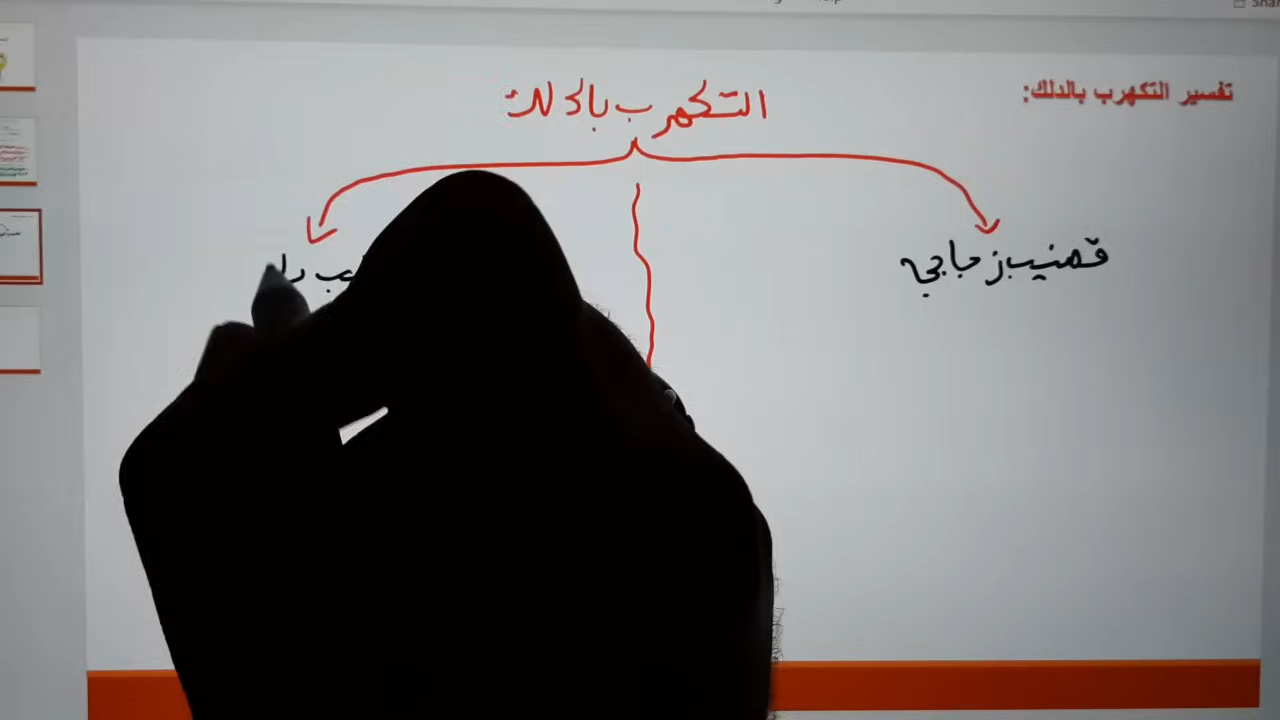 تفسير التكهرب بالدلك:
التكهرب بالدلك
قضيب زجاجي